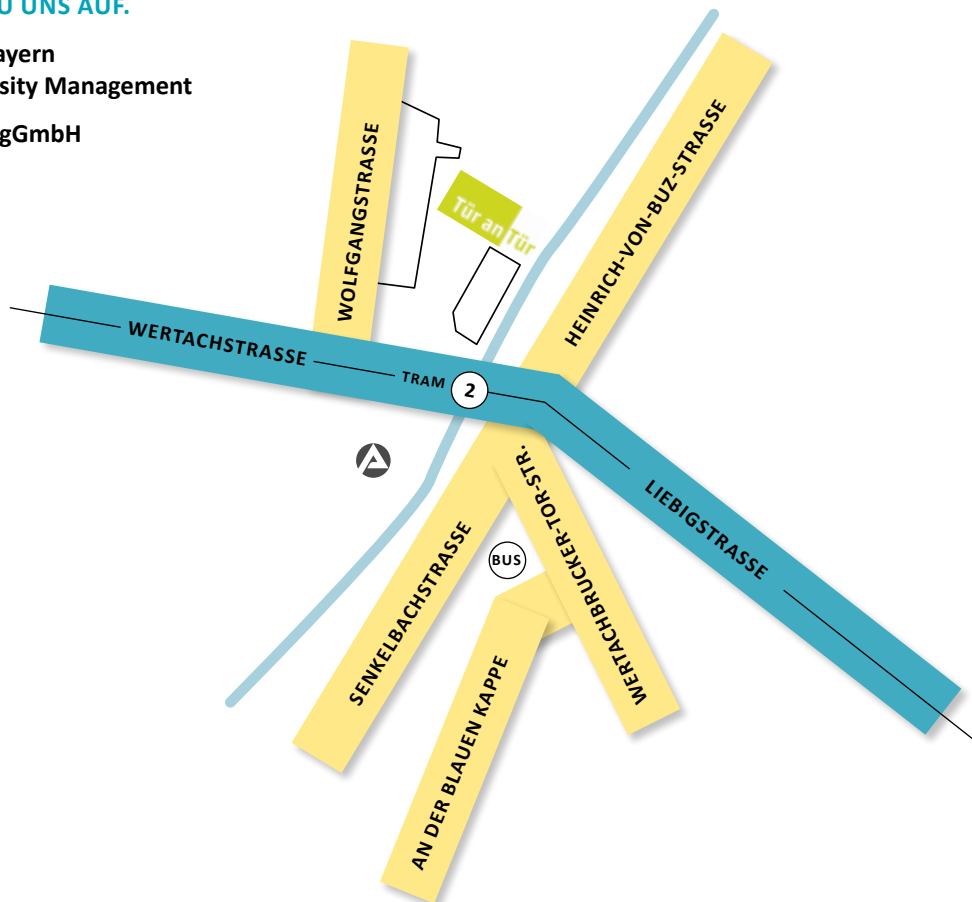 U UNS AUF.
ayern
sity Management
gGmbH
WOLFGANGSTRASSE
HEINRICH-VON-BUZ-STRASSE
Tür an Tür
WERTACHSTRASSE
TRAM 2
LIEBIGSTRASSE
WERTACHBRUCKER-TOR-STR.
BUS
SENKELBACHSTRASSE
AN DER BLAUEN KAPPE